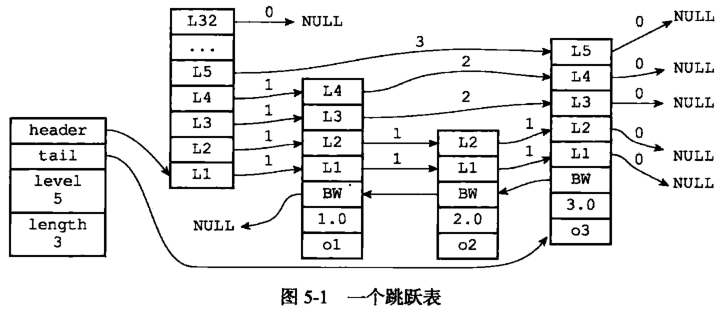 L32
0
NULL
...
L5
3
L4
1
L3
1
L2
1
L1
1
header
tail
level
5
length
3
L4
2
L3
2
L2
1
L1
1
BW
NULL
1.0
o1
L2
1
L1
1
BW
2.0
o2
L5
0
NULL
L4
0
NULL
L3
0
NULL
L2
0
NULL
L1
0
NULL
BW
3.0
o3
图 5-1 一个跳跃表